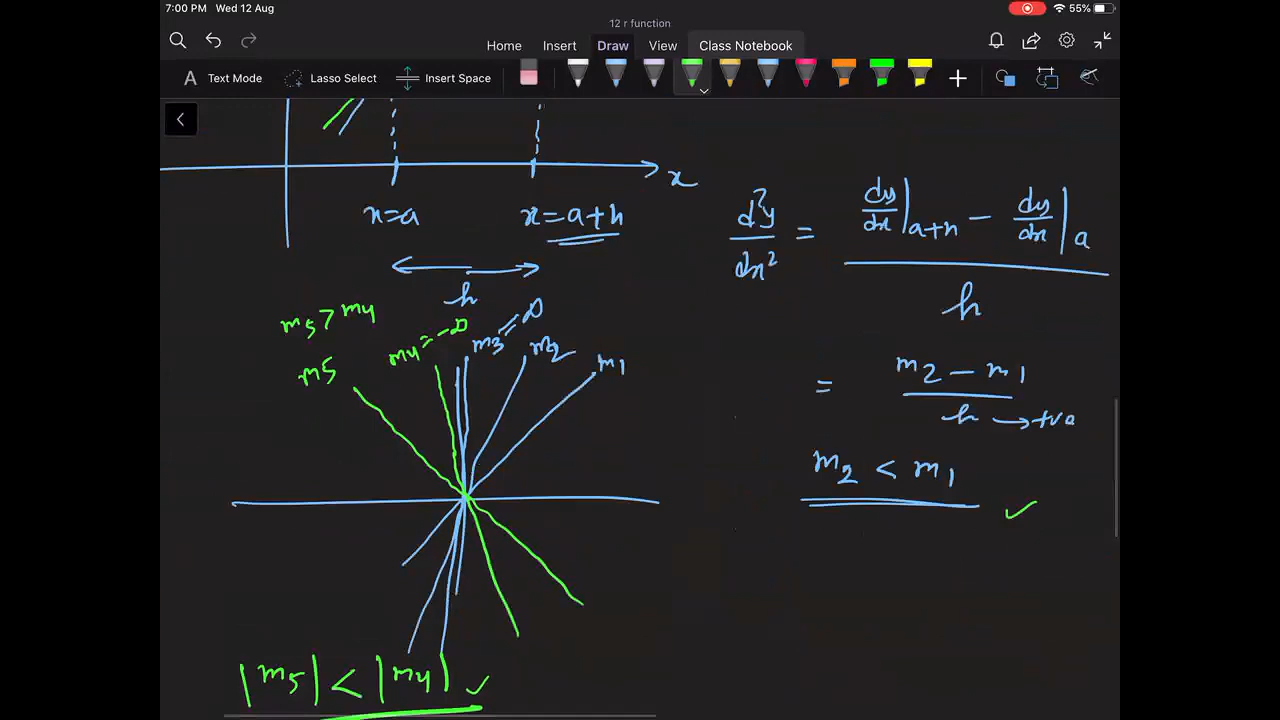 7:00 PM Wed 12 Aug
55%
12 r function
Home Insert Draw View Class Notebook
A Text Mode Lasso Select Insert Space
x
x=a x=a+h
h
d²y/dx² = (dy/dx|a+h − dy/dx|a) / h
m5 > m4
m4 = -∞ m3 = ∞ m2 m1
m5
= (m2 − m1) / h → +ve
m2 < m1 ✓
|m5| < |m4| ✓